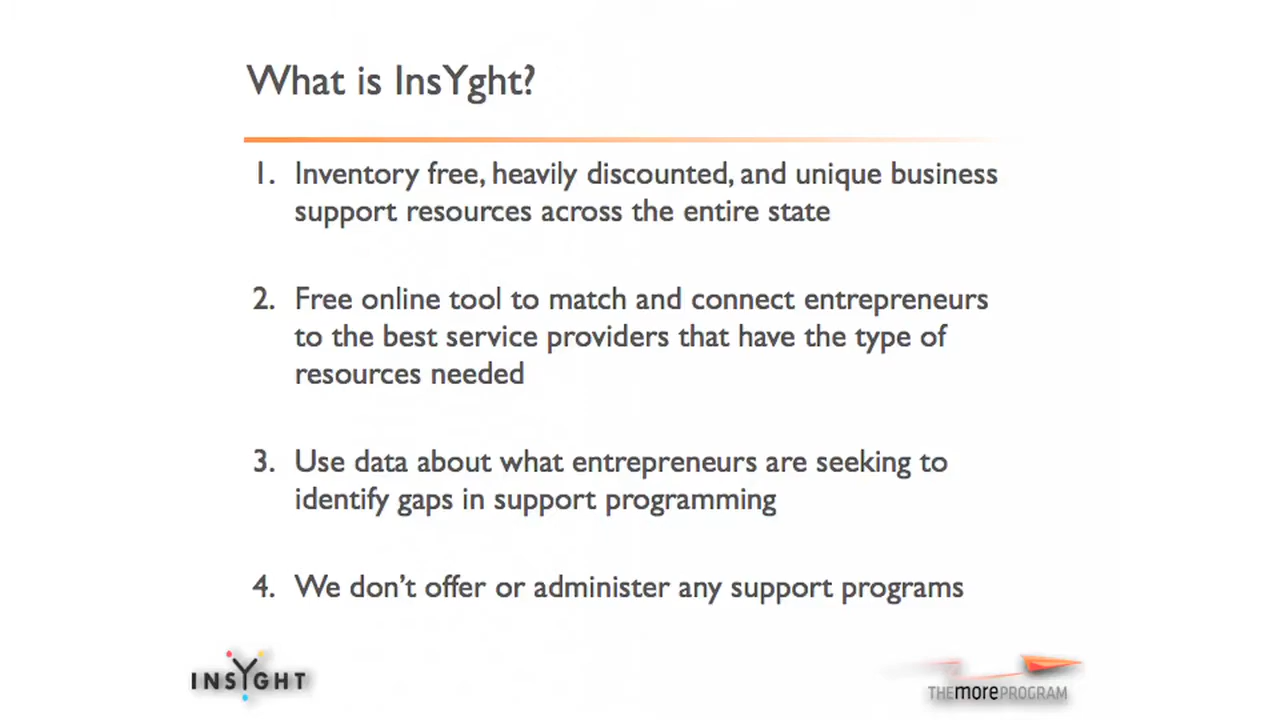 What is InsYght?
1. Inventory free, heavily discounted, and unique business
support resources across the entire state
2. Free online tool to match and connect entrepreneurs
to the best service providers that have the type of
resources needed
3. Use data about what entrepreneurs are seeking to
identify gaps in support programming
4. We don’t offer or administer any support programs
INSYGHT
THEmorePROGRAM